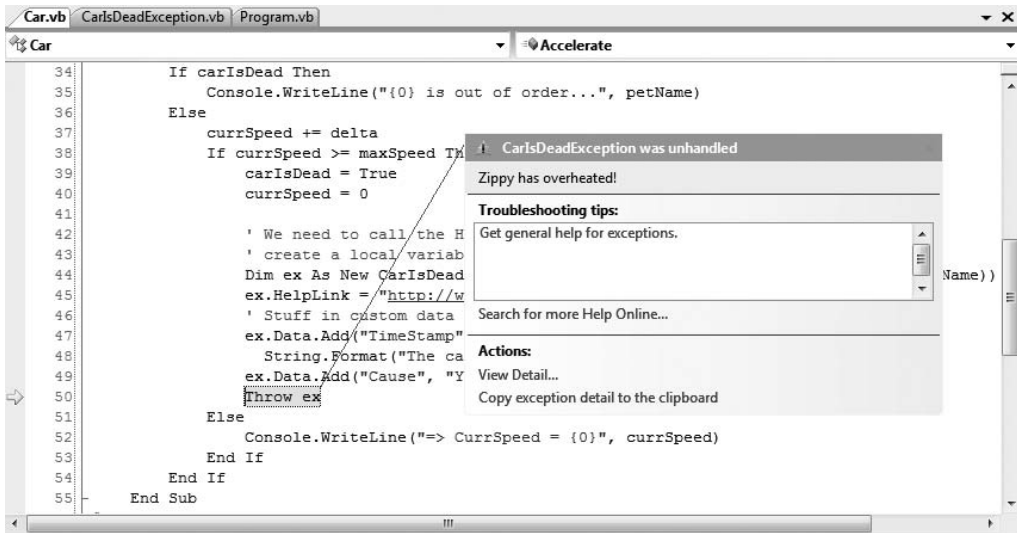 Car.vb CarIsDeadException.vb Program.vb
Car Accelerate
34 If carIsDead Then
35 Console.WriteLine("{0} is out of order...", petName)
36 Else
37 currSpeed += delta
38 If currSpeed >= maxSpeed Th
39 carIsDead = True
40 currSpeed = 0
41
42 ' We need to call the H
43 ' create a local variab
44 Dim ex As New CarIsDead Name))
45 ex.HelpLink = "http://w
46 ' Stuff in custom data
47 ex.Data.Add("TimeStamp"
48 String.Format("The ca
49 ex.Data.Add("Cause", "Y
50 Throw ex
51 Else
52 Console.WriteLine("=> CurrSpeed = {0}", currSpeed)
53 End If
54 End If
55 End Sub
CarIsDeadException was unhandled
Zippy has overheated!
Troubleshooting tips:
Get general help for exceptions.
Search for more Help Online...
Actions:
View Detail...
Copy exception detail to the clipboard